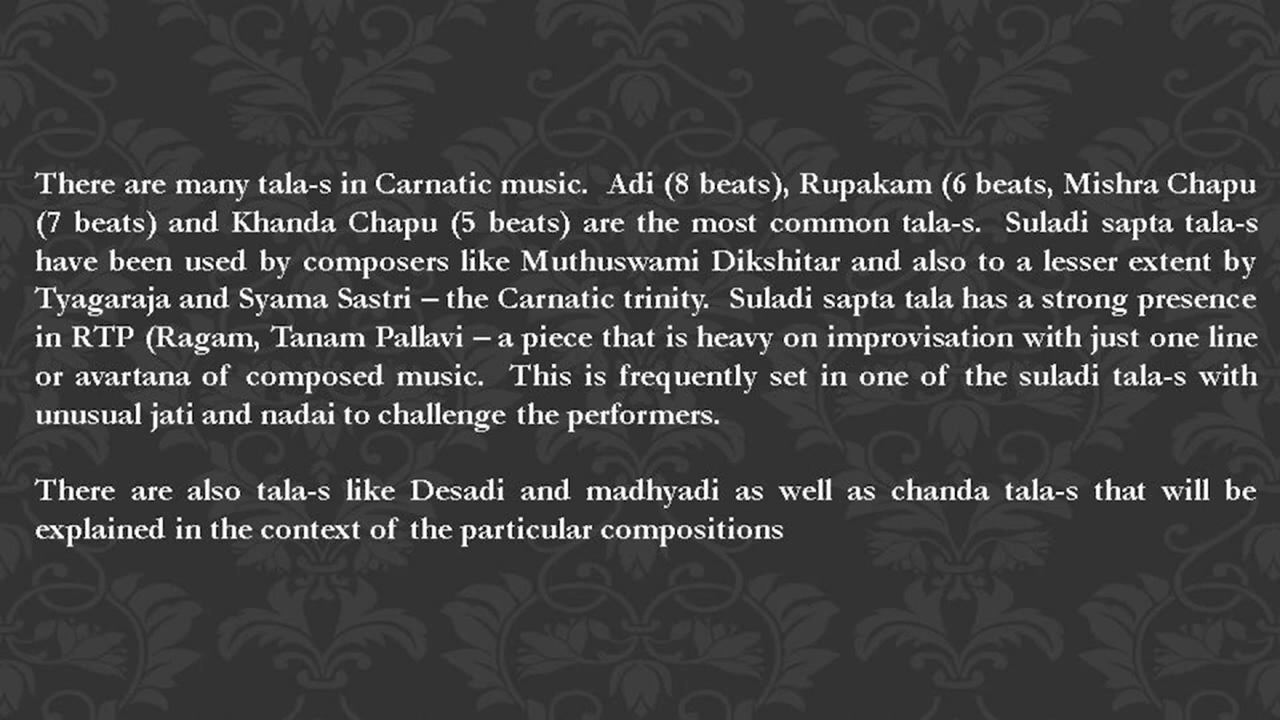 There are many tala-s in Carnatic music. Adi (8 beats), Rupakam (6 beats, Mishra Chapu
(7 beats) and Khanda Chapu (5 beats) are the most common tala-s. Suladi sapta tala-s
have been used by composers like Muthuswami Dikshitar and also to a lesser extent by
Tyagaraja and Syama Sastri – the Carnatic trinity. Suladi sapta tala has a strong presence
in RTP (Ragam, Tanam Pallavi – a piece that is heavy on improvisation with just one line
or avartana of composed music. This is frequently set in one of the suladi tala-s with
unusual jati and nadai to challenge the performers.
There are also tala-s like Desadi and madhyadi as well as chanda tala-s that will be
explained in the context of the particular compositions